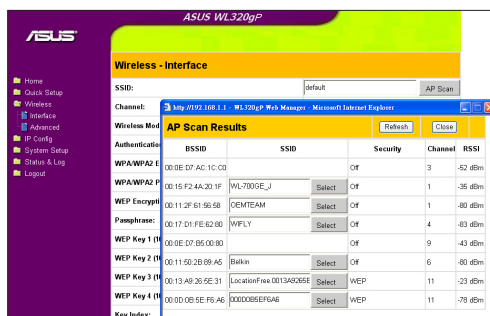 ASUS WL320gP
ASUS
Wireless - Interface
SSID: default AP Scan
Home
Quick Setup
Wireless
Interface
Advanced
IP Config
System Setup
Status & Log
Logout
Channel:
Wireless Mod
Authenticatio
WPA/WPA2 E
WPA/WPA2 P
WEP Encrypti
Passphrase:
WEP Key 1 (1
WEP Key 2 (1
WEP Key 3 (1
WEP Key 4 (1
Key Index:
http://192.168.1.1 - WL320gP Web Manager - Microsoft Internet Explorer
AP Scan Results Refresh Close
BSSID SSID Security Channel RSSI
00:0E:D7:AC:1C:C0 Off 3 -52 dBm
00:15:F2:4A:20:1F WL-700GE_J Select Off 1 -35 dBm
00:11:2F:61:56:58 OEMTEAM Select Off 1 -80 dBm
00:17:D1:FE:62:80 WIFLY Select Off 4 -83 dBm
00:0E:D7:B5:00:80 Off 9 -43 dBm
00:11:50:2B:89:A5 Belkin Select Off 6 -80 dBm
00:13:A9:26:5E:31 LocationFree.0013A9265E Select WEP 11 -23 dBm
00:0D:0B:5E:F6:A6 000D0B5EF6A6 Select WEP 11 -78 dBm